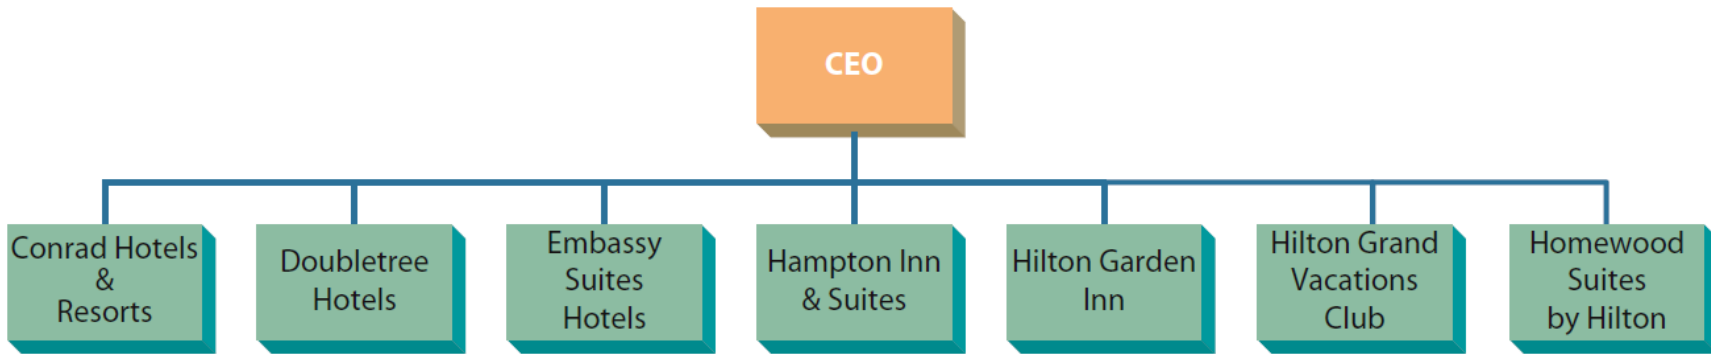 CEO
Conrad Hotels
&
Resorts
Doubletree
Hotels
Embassy
Suites
Hotels
Hampton Inn
& Suites
Hilton Garden
Inn
Hilton Grand
Vacations
Club
Homewood
Suites
by Hilton